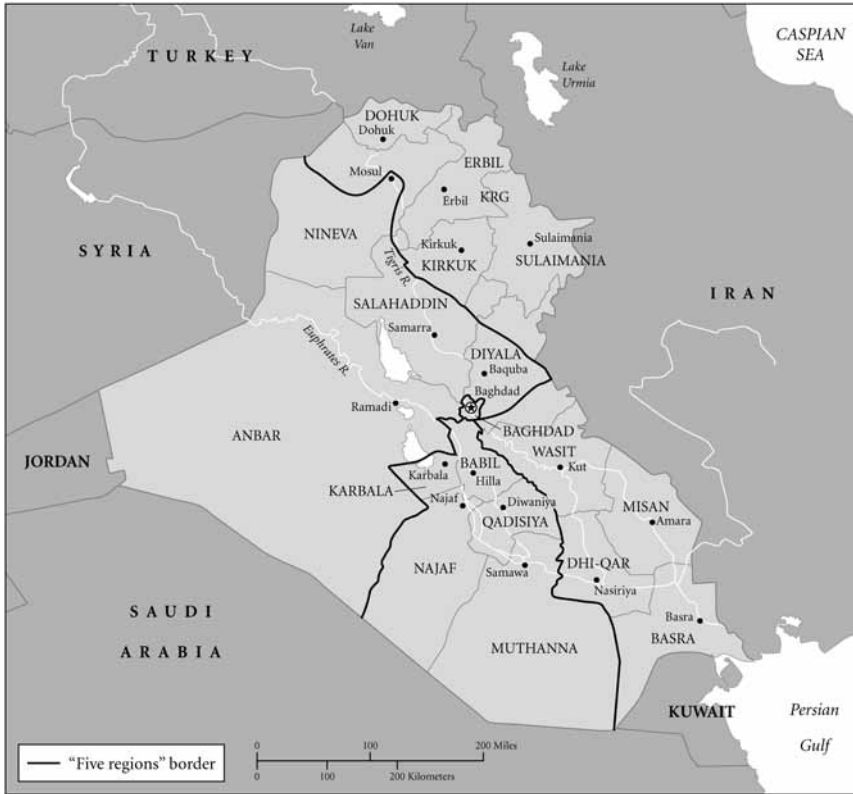 Lake
Van
CASPIAN
SEA
TURKEY
Lake
Urmia
DOHUK
Dohuk
ERBIL
Mosul
Erbil
KRG
NINEVA
SYRIA
Kirkuk
KIRKUK
Sulaimania
SULAIMANIA
Tigris R.
IRAN
SALAHADDIN
Samarra
Euphrates R.
DIYALA
Baquba
Baghdad
Ramadi
ANBAR
BAGHDAD
WASIT
JORDAN
Karbala
BABIL
Hilla
Kut
KARBALA
Najaf
Diwaniya
QADISIYA
MISAN
Amara
NAJAF
Samawa
DHI-QAR
Nasiriya
SAUDI
ARABIA
Basra
BASRA
MUTHANNA
KUWAIT
Persian
Gulf
"Five regions" border
0 100 200 Miles
0 100 200 Kilometers